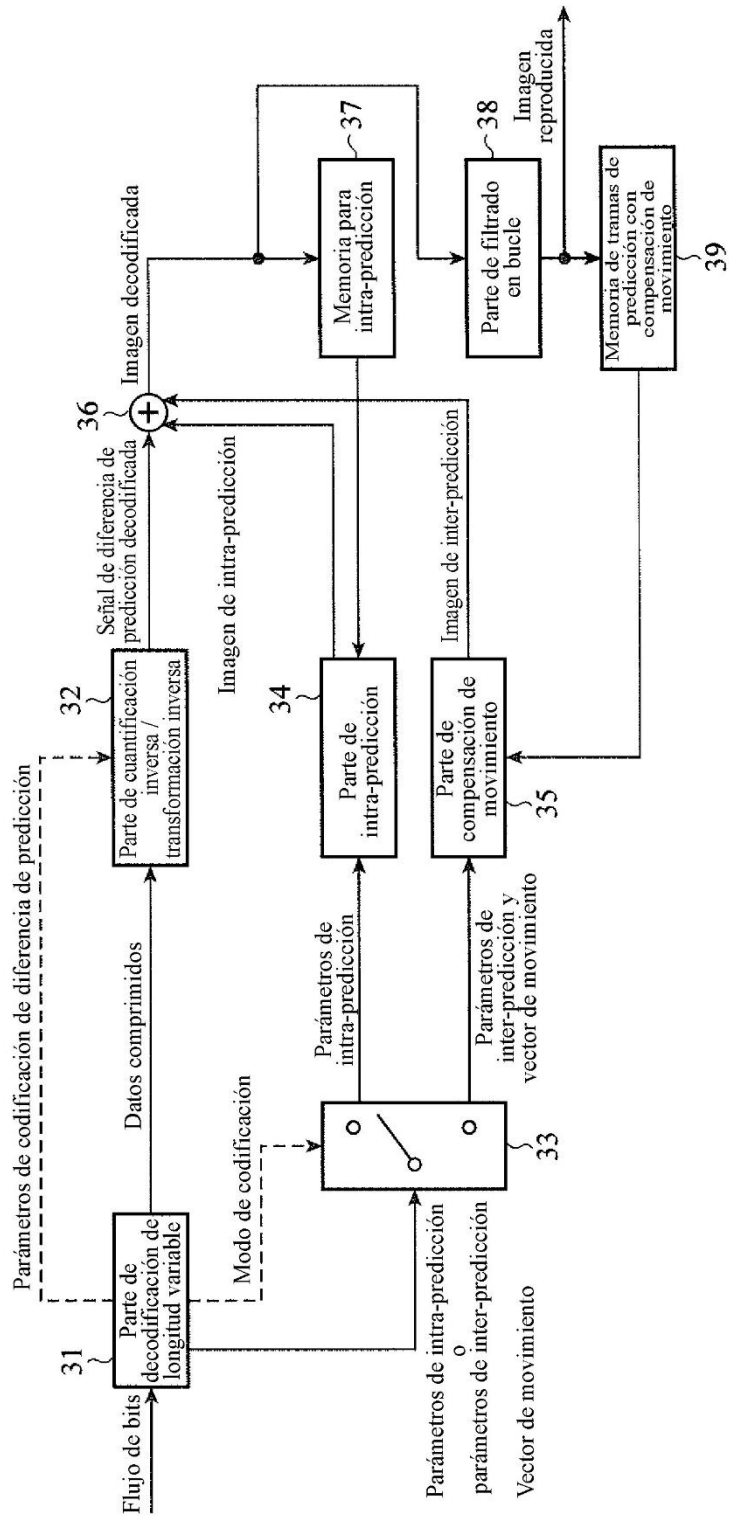 Flujo de bits
31
Parte de
decodificación de
longitud variable
Parámetros de codificación de diferencia de predicción
Datos comprimidos
Modo de codificación
Parámetros de intra-predicción
o
parámetros de inter-predicción
Vector de movimiento
33
32
Parte de cuantificación
inversa /
transformación inversa
Parámetros de
intra-predicción
Parámetros de
inter-predicción y
vector de movimiento
34
Parte de
intra-predicción
Parte de
compensación de
movimiento
35
Señal de diferencia de
predicción decodificada
Imagen de intra-predicción
Imagen de inter-predicción
36
+
Imagen decodificada
37
Memoria para
intra-predicción
38
Parte de filtrado
en bucle
Imagen
reproducida
Memoria de tramas de
predicción con
compensación de
movimiento
39